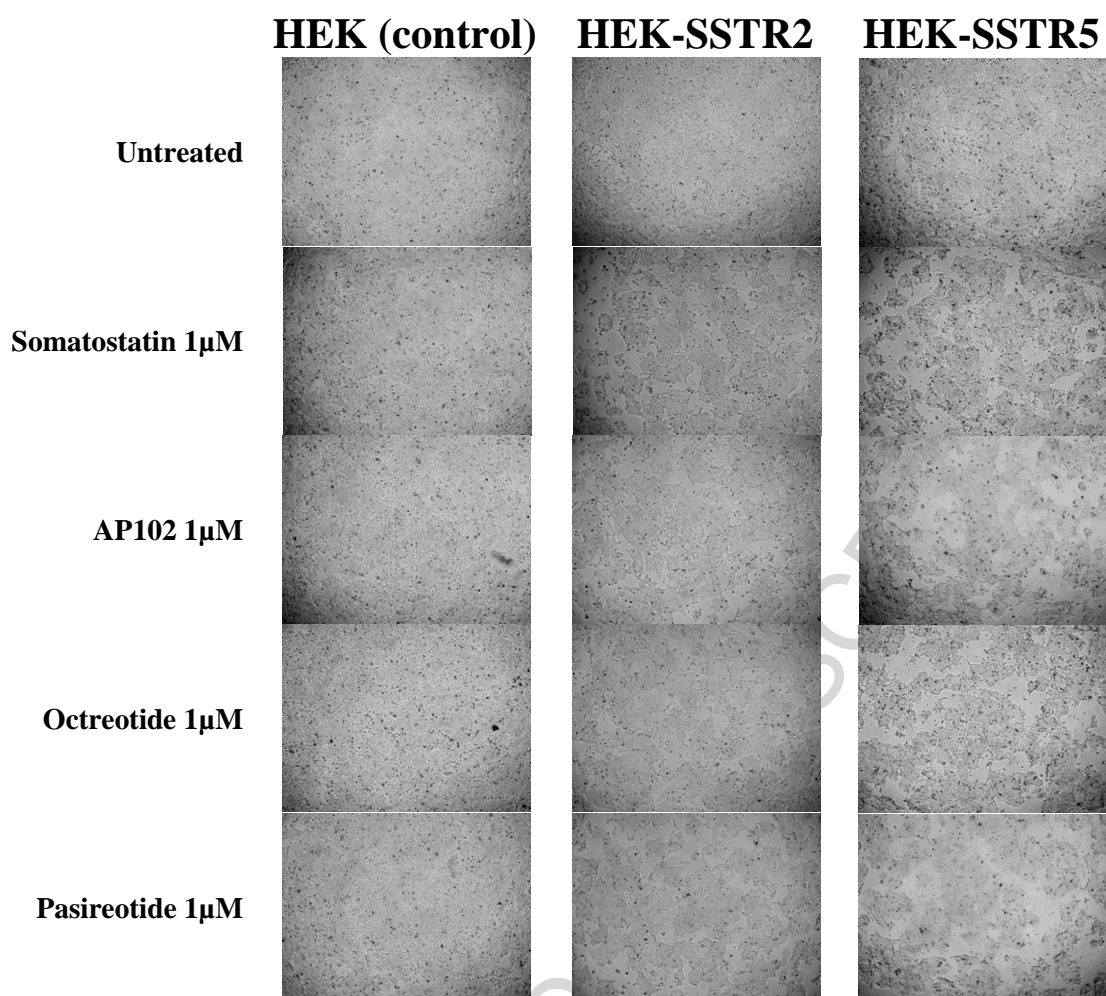 HEK (control) HEK-SSTR2 HEK-SSTR5
Untreated
Somatostatin 1µM
AP102 1µM
Octreotide 1µM
Pasireotide 1µM